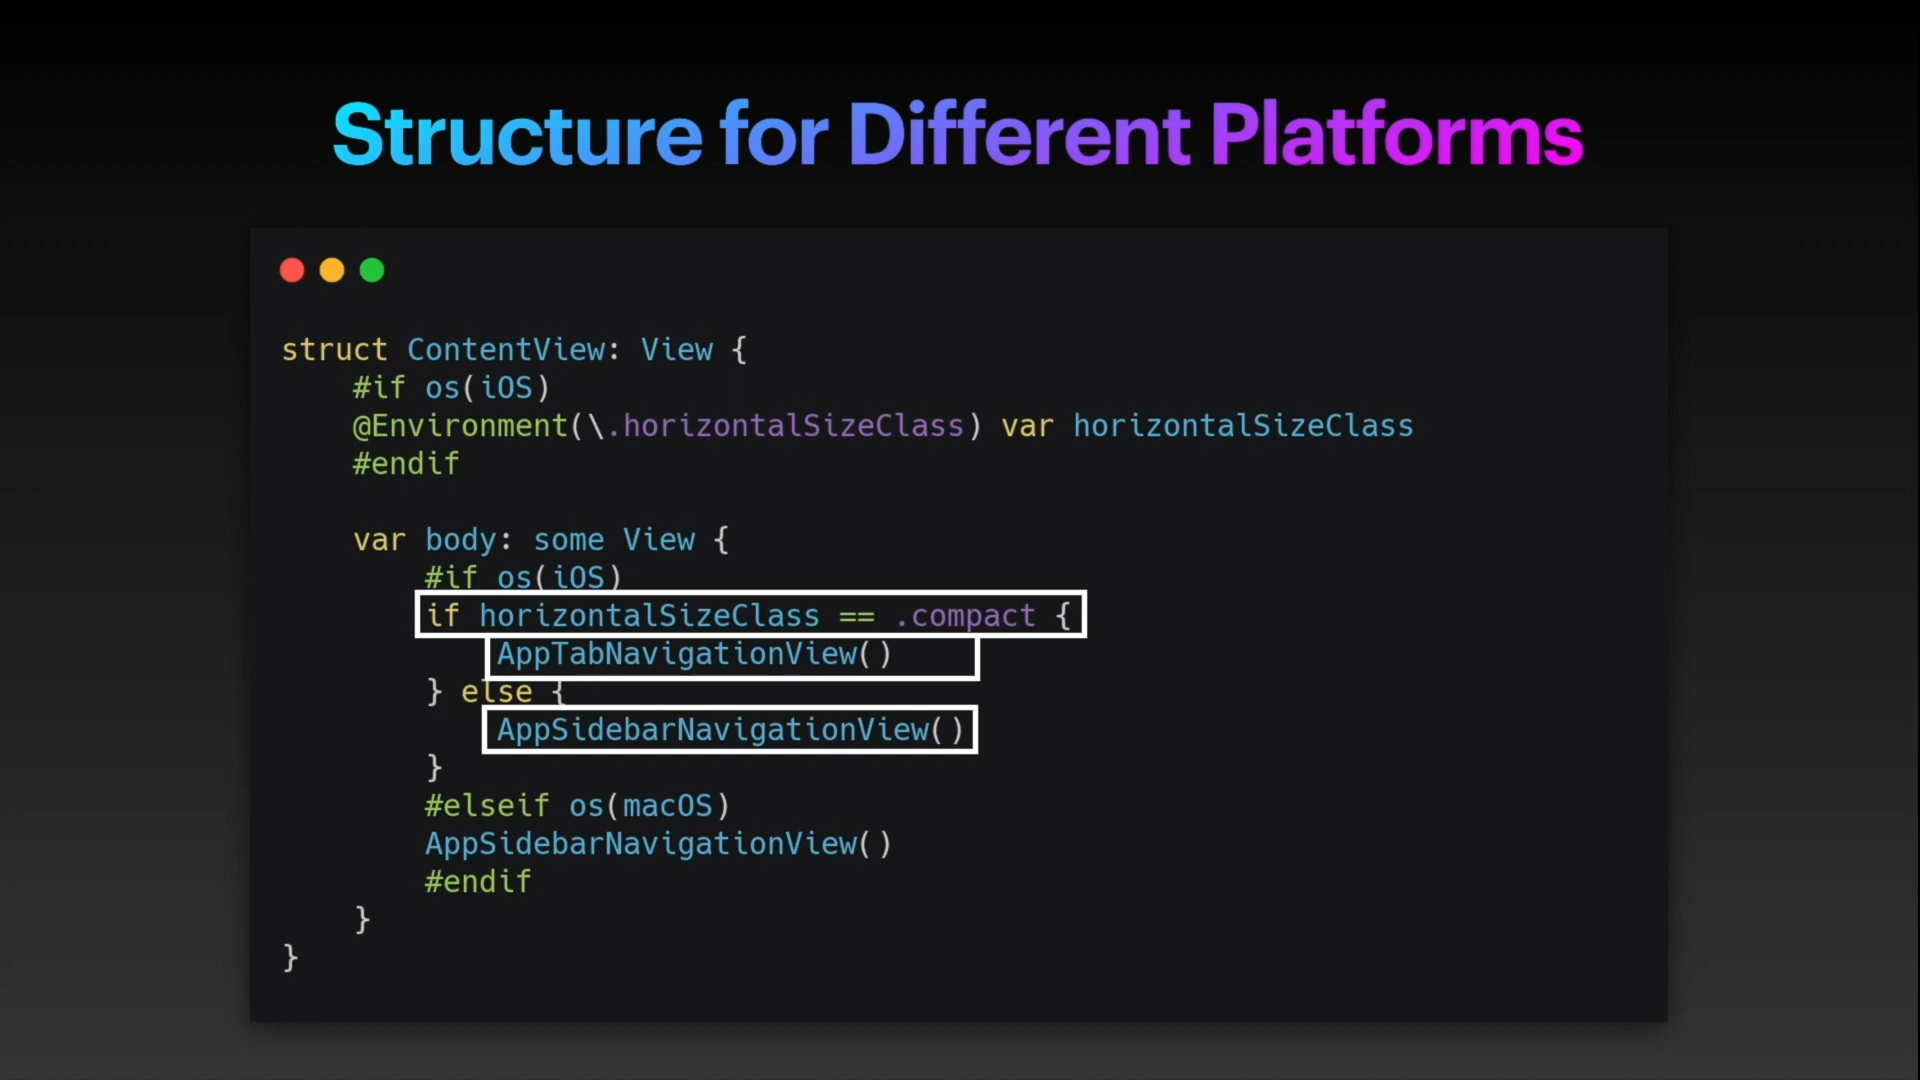 Structure for Different Platforms
struct ContentView: View {
    #if os(iOS)
    @Environment(\.horizontalSizeClass) var horizontalSizeClass
    #endif

    var body: some View {
        #if os(iOS)
        if horizontalSizeClass == .compact {
            AppTabNavigationView()
        } else {
            AppSidebarNavigationView()
        }
        #elseif os(macOS)
        AppSidebarNavigationView()
        #endif
    }
}